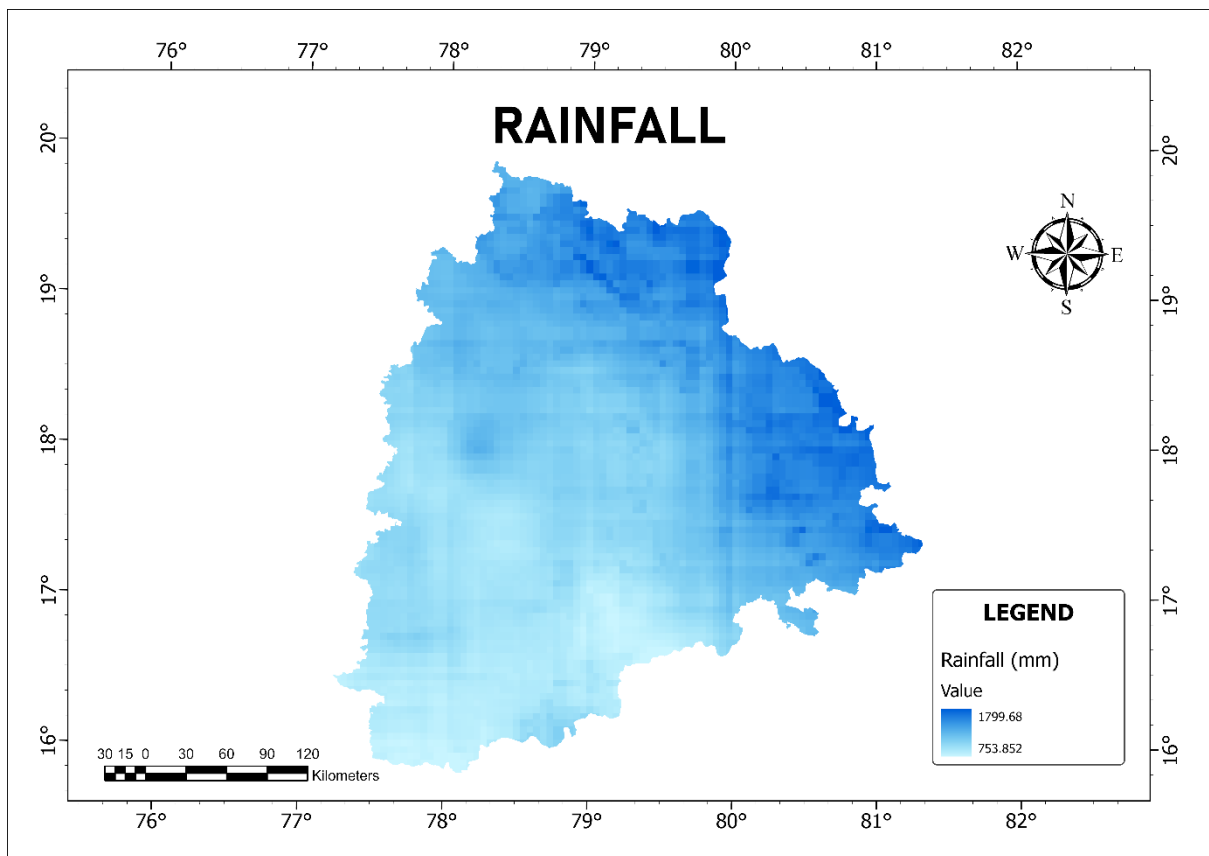 76° 77° 78° 79° 80° 81° 82°
RAINFALL
20° 20°
N
W E
S
19° 19°
18° 18°
17° 17°
LEGEND
Rainfall (mm)
Value
1799.68
753.852
16° 16°
30 15 0 30 60 90 120
Kilometers
76° 77° 78° 79° 80° 81° 82°